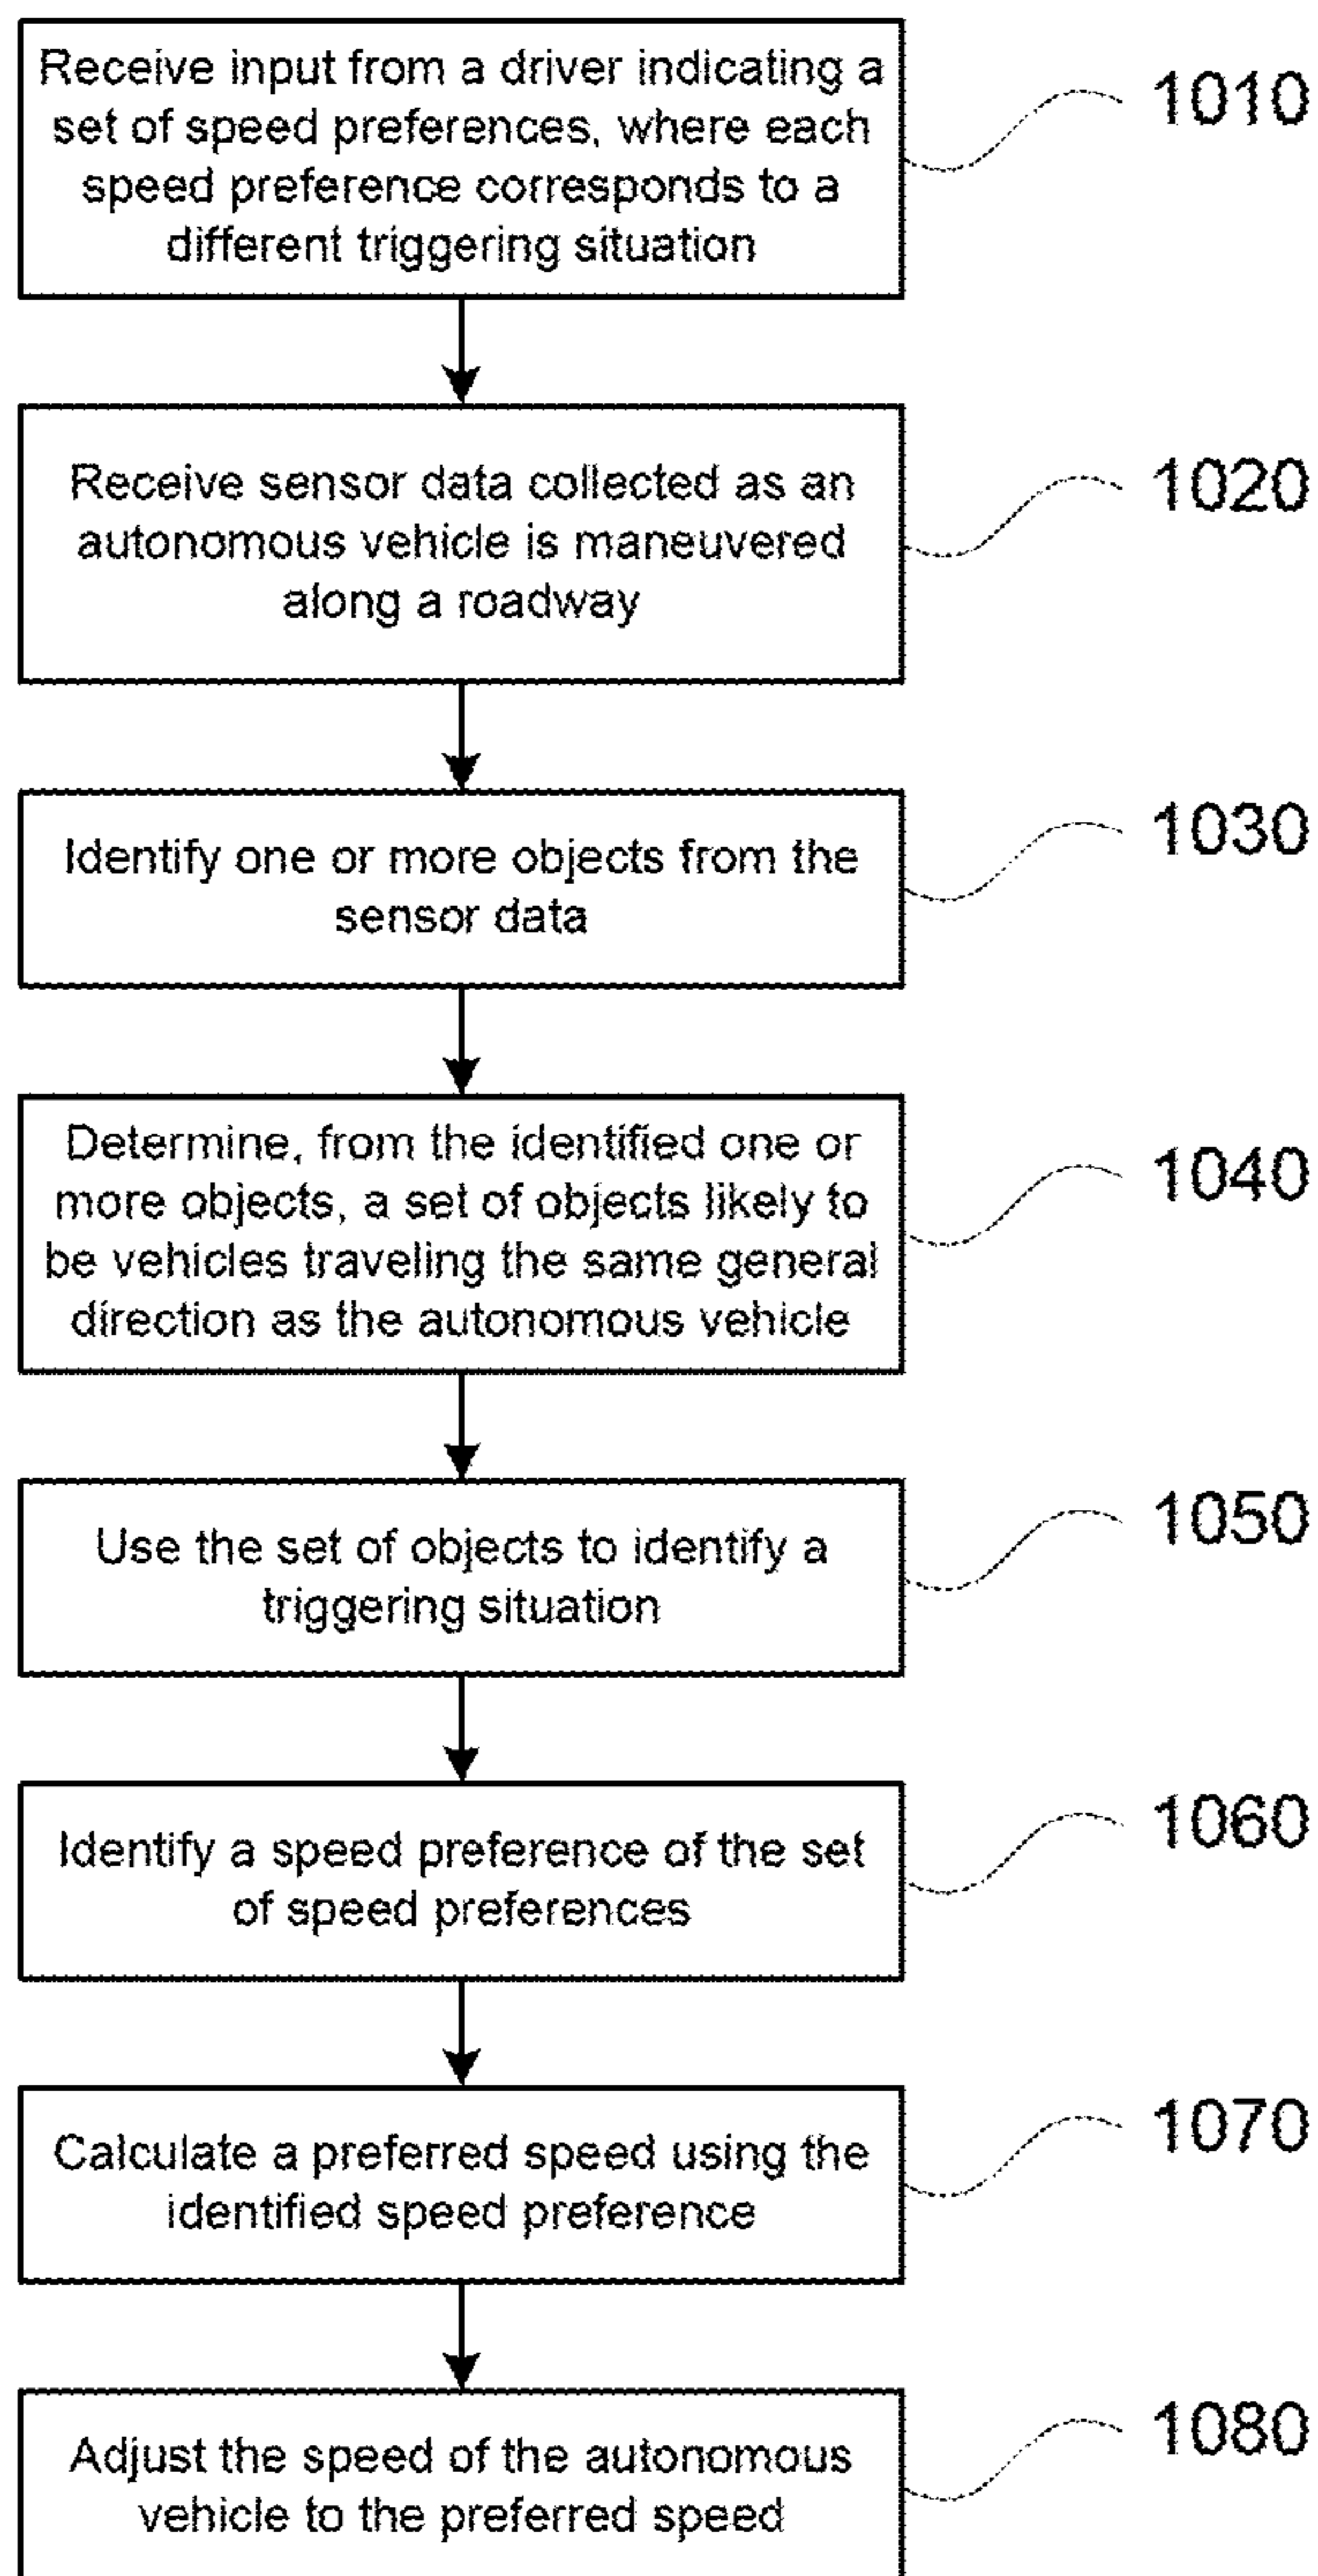 Receive input from a driver indicating a
set of speed preferences, where each
speed preference corresponds to a
different triggering situation
1010
Receive sensor data collected as an
autonomous vehicle is maneuvered
along a roadway
1020
Identify one or more objects from the
sensor data
1030
Determine, from the identified one or
more objects, a set of objects likely to
be vehicles traveling the same general
direction as the autonomous vehicle
1040
Use the set of objects to identify a
triggering situation
1050
Identify a speed preference of the set
of speed preferences
1060
Calculate a preferred speed using the
identified speed preference
1070
Adjust the speed of the autonomous
vehicle to the preferred speed
1080